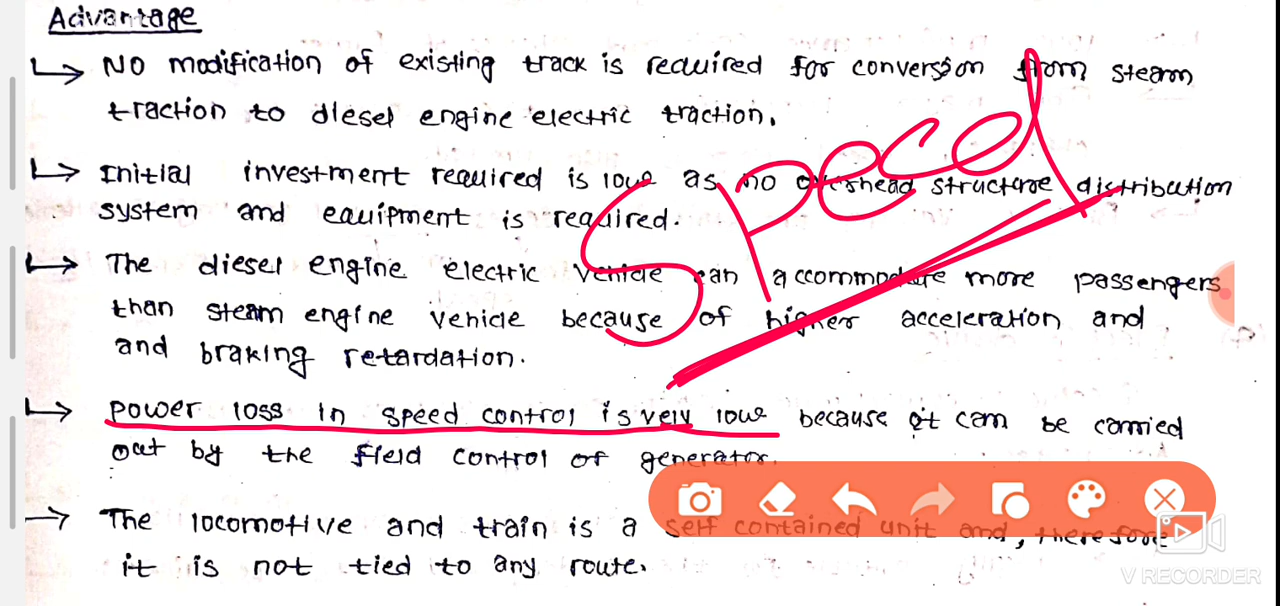 Advantage
→ No modification of existing track is required for conversion from steam
traction to diesel engine electric traction.
→ Initial investment required is low as no overhead structure distribution
system and equipment is required.
→ The diesel engine electric vehicle can accommodate more passengers
than steam engine vehicle because of higher acceleration and
and braking retardation.
→ power loss in speed control is very low because it can be carried
out by the field control of generator.
→ The locomotive and train is a self contained unit and, therefore
it is not tied to any route.
Speed
V RECORDER